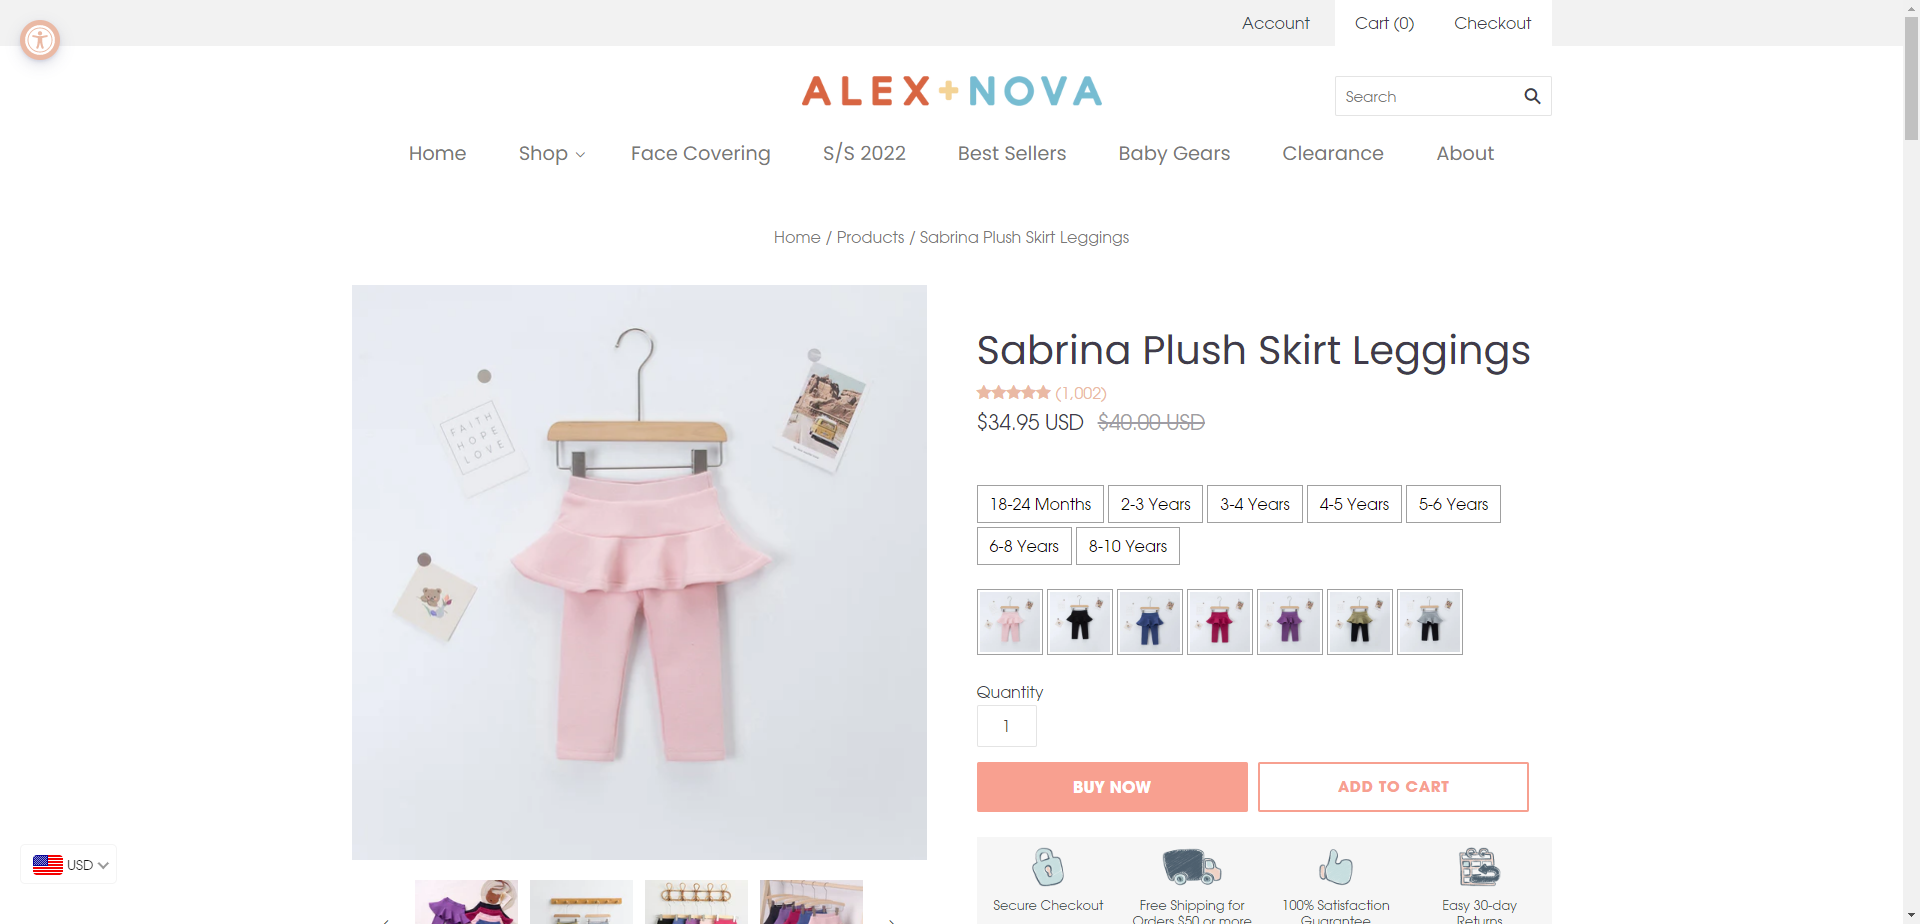 Account
Cart (0)
Checkout
ALEX+NOVA
Search
Home
Shop
Face Covering
S/S 2022
Best Sellers
Baby Gears
Clearance
About
Home / Products / Sabrina Plush Skirt Leggings
FAITH
HOPE
LOVE
Sabrina Plush Skirt Leggings
(1,002)
$34.95 USD $40.00 USD
18-24 Months
2-3 Years
3-4 Years
4-5 Years
5-6 Years
6-8 Years
8-10 Years
Quantity
1
BUY NOW
ADD TO CART
Secure Checkout
Free Shipping for
Orders $50 or more
100% Satisfaction
Guarantee
Easy 30-day
Returns
USD